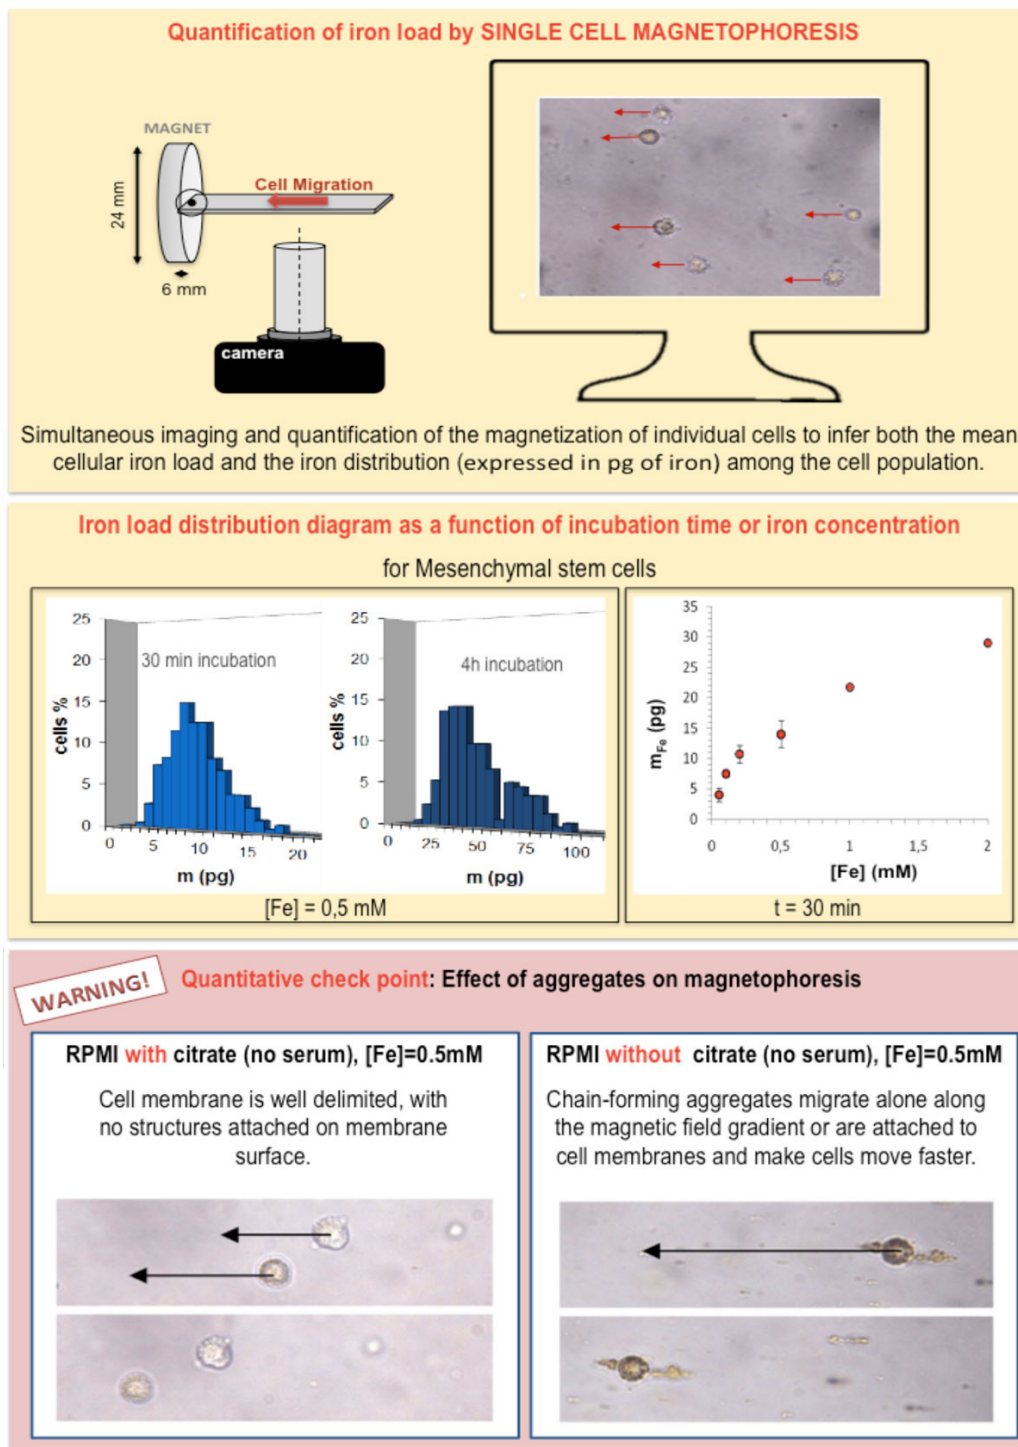 Quantification of iron load by SINGLE CELL MAGNETOPHORESIS
MAGNET
24 mm
Cell Migration
6 mm
camera
Simultaneous imaging and quantification of the magnetization of individual cells to infer both the mean
cellular iron load and the iron distribution (expressed in pg of iron) among the cell population.
Iron load distribution diagram as a function of incubation time or iron concentration
for Mesenchymal stem cells
25
20
15
10
5
0
cells %
30 min incubation
0 5 10 15 20
m (pg)
25
20
15
10
5
0
cells %
4h incubation
0 25 50 75 100
m (pg)
[Fe] = 0,5 mM
35
30
25
20
15
10
5
0
mFe (pg)
0 0,5 1 1,5 2
[Fe] (mM)
t = 30 min
WARNING!
Quantitative check point: Effect of aggregates on magnetophoresis
RPMI with citrate (no serum), [Fe]=0.5mM
Cell membrane is well delimited, with
no structures attached on membrane
surface.
RPMI without citrate (no serum), [Fe]=0.5mM
Chain-forming aggregates migrate alone along
the magnetic field gradient or are attached to
cell membranes and make cells move faster.